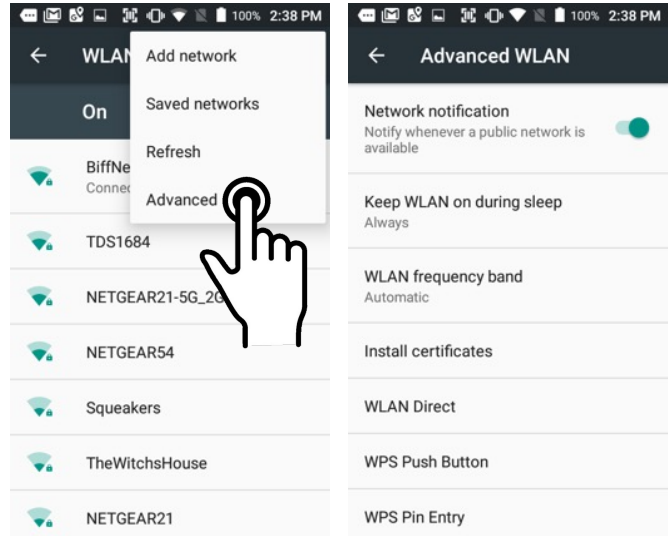 100% 2:38 PM
WLAN
Add network
Saved networks
Refresh
Advanced
On
BiffNe
Connec
TDS1684
NETGEAR21-5G_2G
NETGEAR54
Squeakers
TheWitchsHouse
NETGEAR21
100% 2:38 PM
Advanced WLAN
Network notification
Notify whenever a public network is
available
Keep WLAN on during sleep
Always
WLAN frequency band
Automatic
Install certificates
WLAN Direct
WPS Push Button
WPS Pin Entry